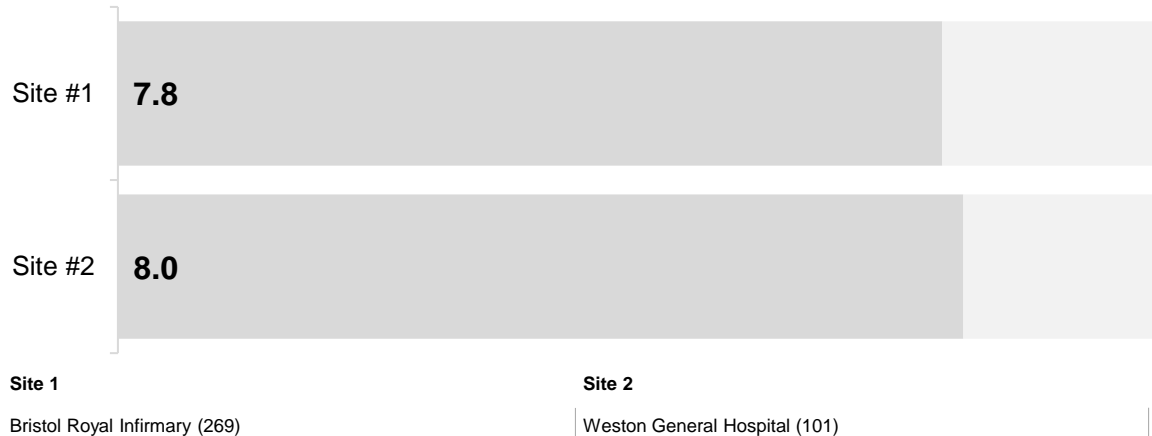 Site #1 7.8
Site #2 8.0
Site 1 Site 2
Bristol Royal Infirmary (269) Weston General Hospital (101)